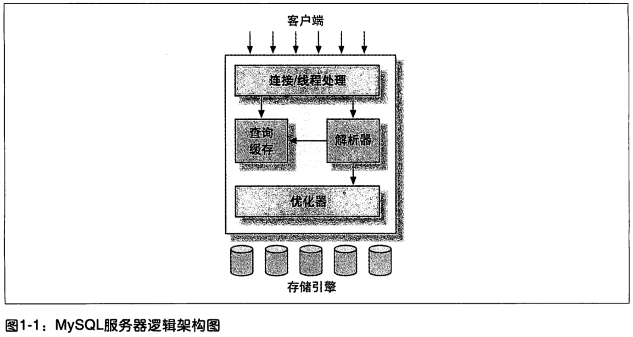 客户端
连接/线程处理
查询
缓存
解析器
优化器
存储引擎
图1-1：MySQL服务器逻辑架构图